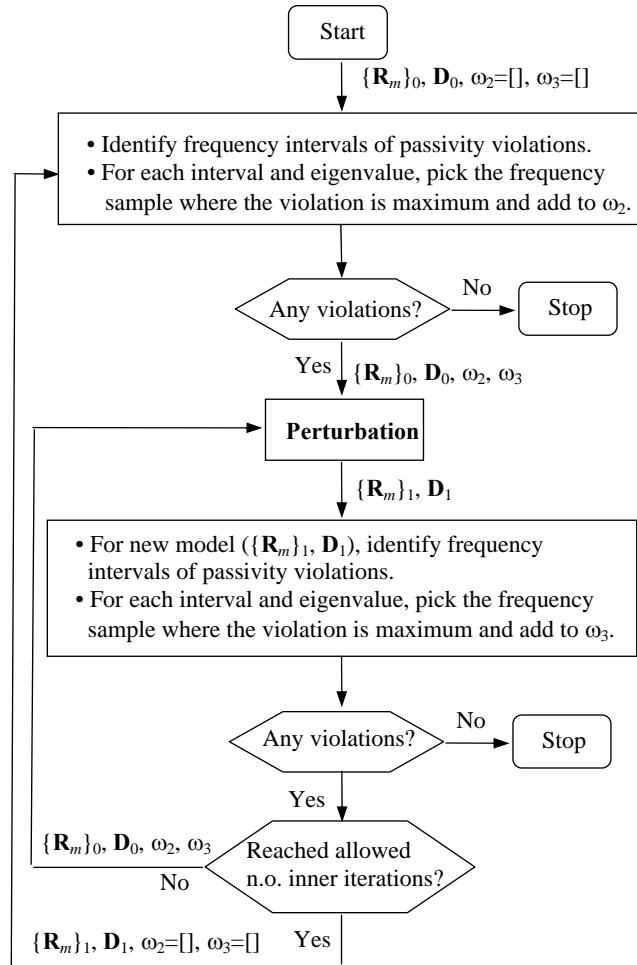 Start
{R_m}_0, D_0, ω_2=[], ω_3=[]
• Identify frequency intervals of passivity violations.
• For each interval and eigenvalue, pick the frequency
sample where the violation is maximum and add to ω_2.
Any violations?
No
Stop
Yes
{R_m}_0, D_0, ω_2, ω_3
Perturbation
{R_m}_1, D_1
• For new model ({R_m}_1, D_1), identify frequency
intervals of passivity violations.
• For each interval and eigenvalue, pick the frequency
sample where the violation is maximum and add to ω_3.
Any violations?
No
Stop
Yes
{R_m}_0, D_0, ω_2, ω_3
No
Reached allowed
n.o. inner iterations?
{R_m}_1, D_1, ω_2=[], ω_3=[]
Yes